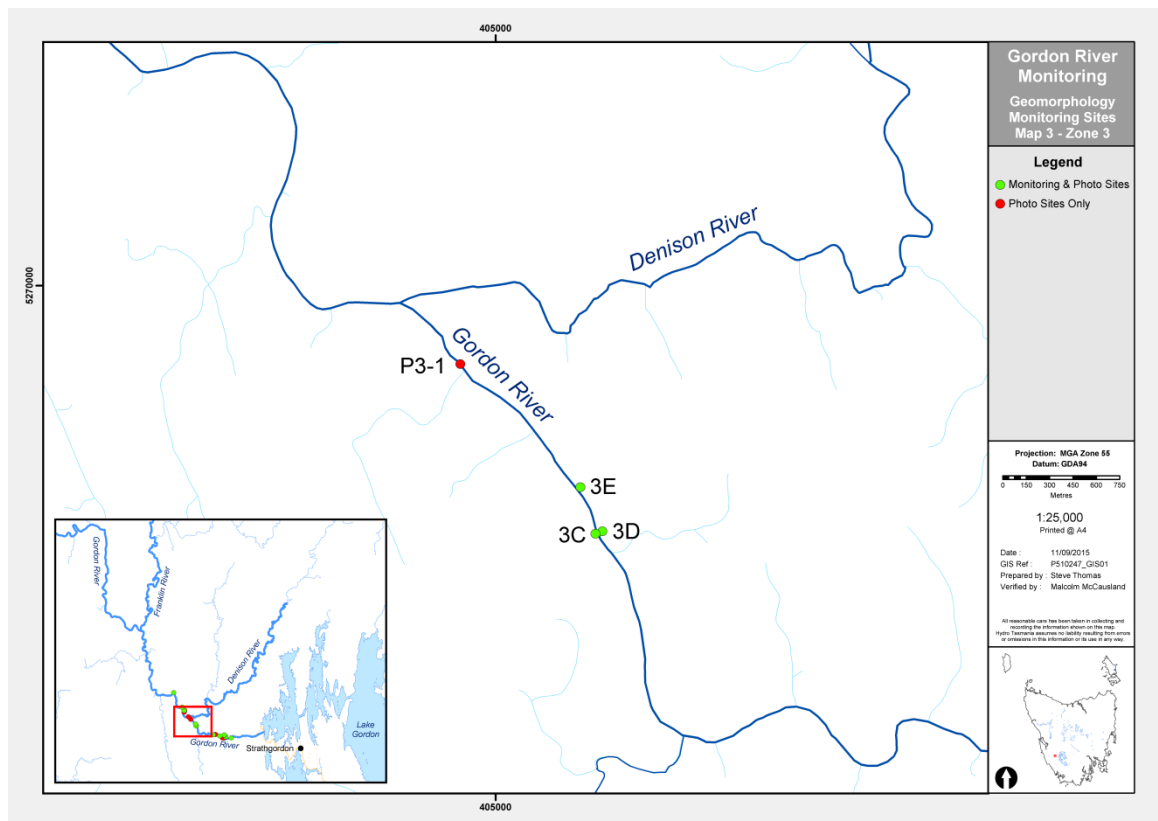 405000
5270000
Denison River
Gordon River
P3-1
3E
3C
3D
Gordon River
Franklin River
Denison River
Gordon River
Strathgordon
Lake
Gordon
405000
Gordon River
Monitoring
Geomorphology
Monitoring Sites
Map 3 - Zone 3
Legend
Monitoring & Photo Sites
Photo Sites Only
Projection: MGA Zone 55
Datum: GDA94
0 150 300 450 600 750
Metres
1:25,000
Printed @ A4
Date : 11/09/2015
GIS Ref : P510247_GIS01
Prepared by : Steve Thomas
Verified by : Malcolm McCausland
All reasonable care has been taken in collecting and
recording the information shown on this map.
Hydro Tasmania assumes no liability resulting from errors
or omissions in this information or its use in any way.